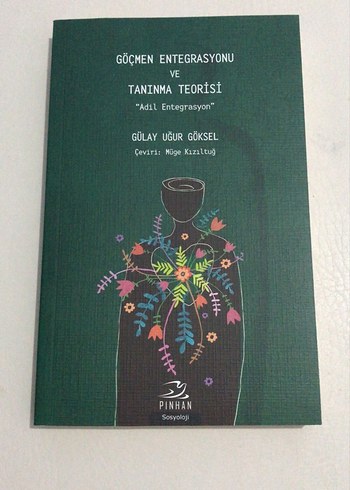 GÖÇMEN ENTEGRASYONU
VE
TANINMA TEORİSİ
"Adil Entegrasyon"
GÜLAY UĞUR GÖKSEL
Çeviri: Müge Kızıltuğ
PINHAN
Sosyoloji